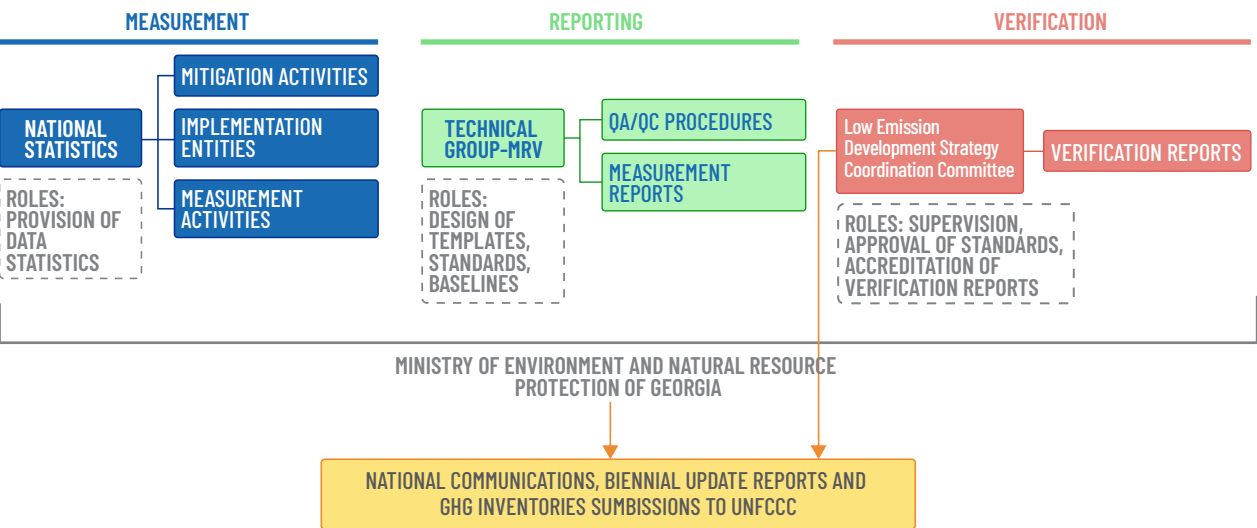 MEASUREMENT
NATIONAL
STATISTICS
MITIGATION ACTIVITIES
IMPLEMENTATION
ENTITIES
MEASUREMENT
ACTIVITIES
ROLES:
PROVISION OF
DATA
STATISTICS
REPORTING
TECHNICAL
GROUP-MRV
QA/QC PROCEDURES
MEASUREMENT
REPORTS
ROLES:
DESIGN OF
TEMPLATES,
STANDARDS,
BASELINES
VERIFICATION
Low Emission
Development Strategy
Coordination Committee
VERIFICATION REPORTS
ROLES: SUPERVISION,
APPROVAL OF STANDARDS,
ACCREDITATION OF
VERIFICATION REPORTS
MINISTRY OF ENVIRONMENT AND NATURAL RESOURCE
PROTECTION OF GEORGIA
NATIONAL COMMUNICATIONS, BIENNIAL UPDATE REPORTS AND
GHG INVENTORIES SUMBISSIONS TO UNFCCC